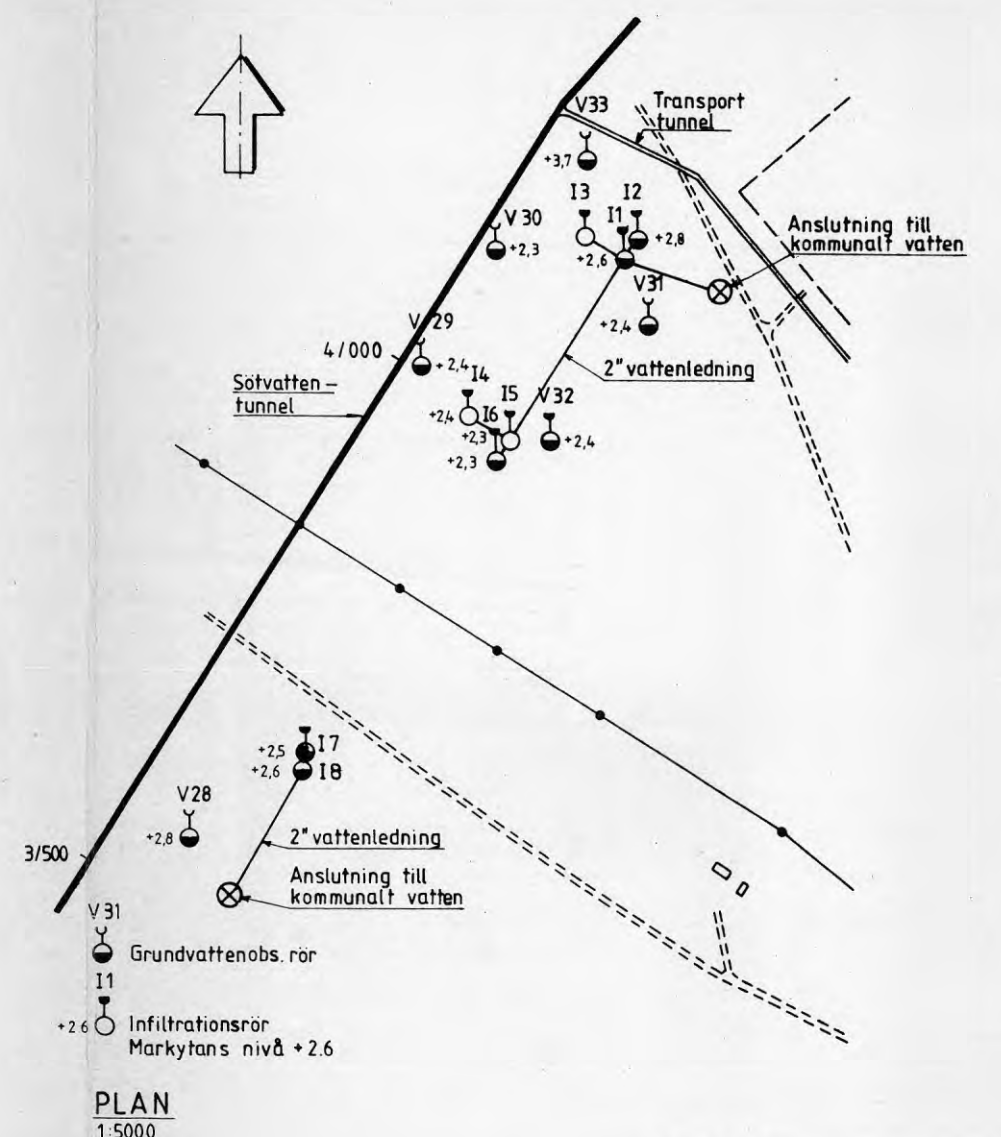 V33
Transport
tunnel
+3,7
I3
I2
I1
V30
+2,3
+2,8
+2,6
Anslutning till
kommunalt vatten
V31
+2,4
V 29
4/000
+2,4
2" vattenledning
Sötvatten-
tunnel
I4
I5
V32
+2,4
I6
+2,3
+2,4
+2,3
I7
+2,5
I8
+2,6
V28
+2,8
2" vattenledning
3/500
Anslutning till
kommunalt vatten
V31
Grundvattenobs. rör
I1
+2.6
Infiltrationsrör
Markytans nivå +2.6
PLAN
1:5000